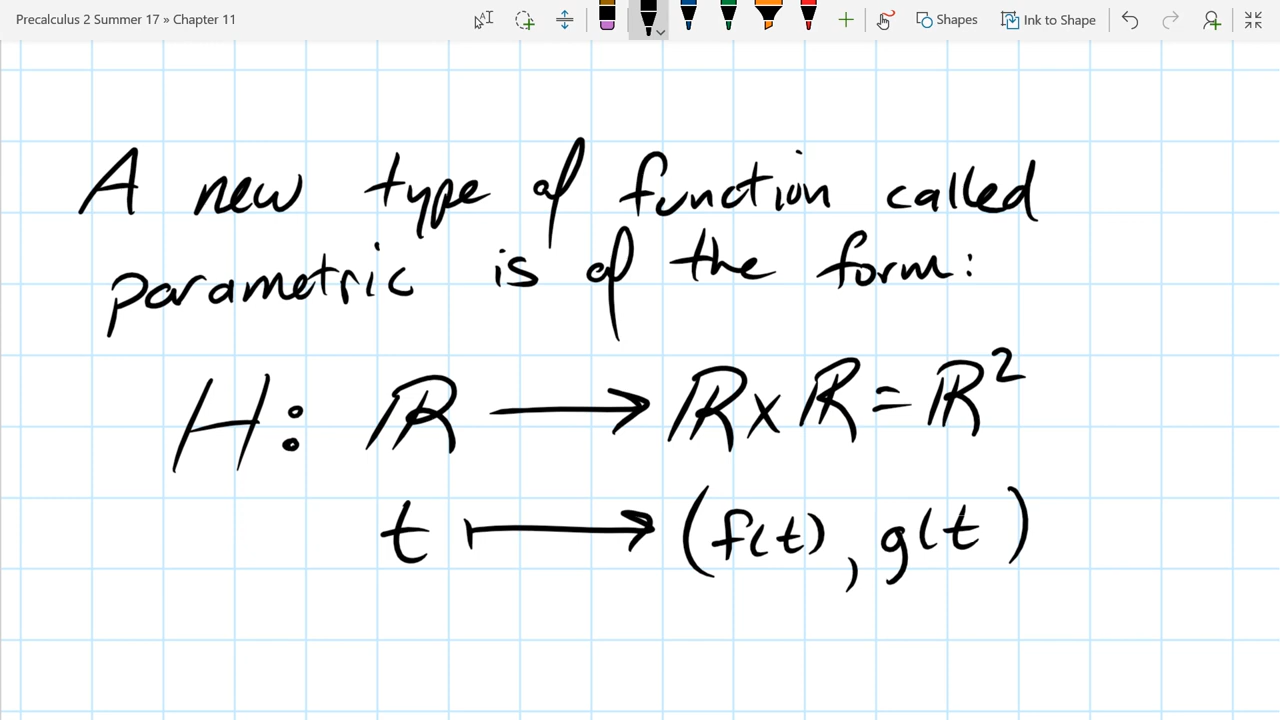 Precalculus 2 Summer 17 » Chapter 11
Shapes
Ink to Shape
A new type of function called
parametric is of the form:
H: ℝ ⟶ ℝ×ℝ=ℝ²
t ⟼ (f(t), g(t)